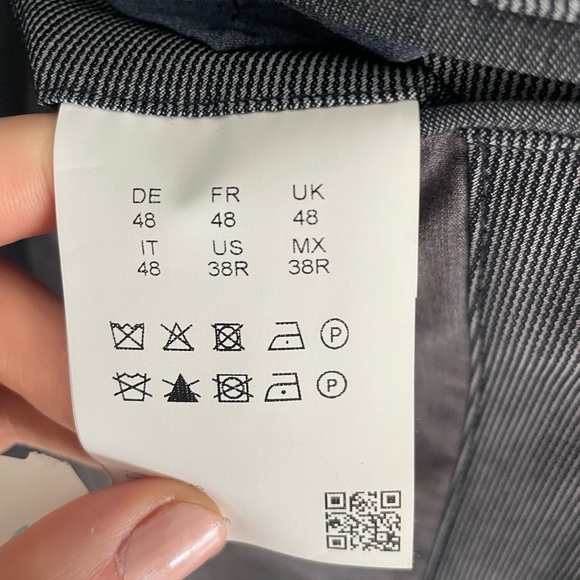 DE FR UK
48 48 48
IT US MX
48 38R 38R
P
P